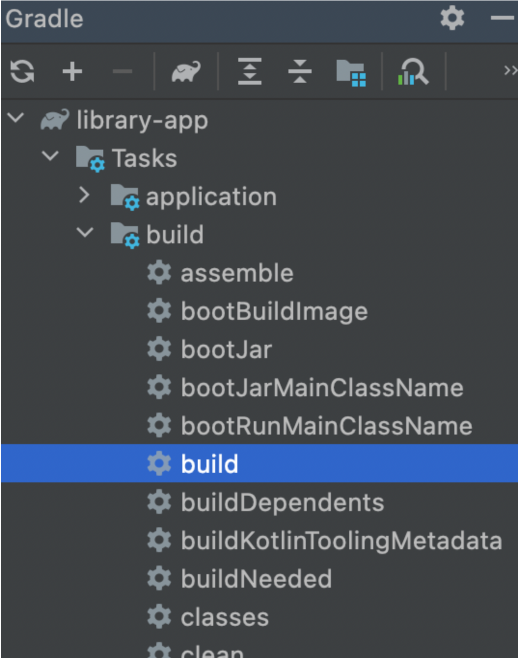 Gradle
library-app
Tasks
application
build
assemble
bootBuildImage
bootJar
bootJarMainClassName
bootRunMainClassName
build
buildDependents
buildKotlinToolingMetadata
buildNeeded
classes
clean